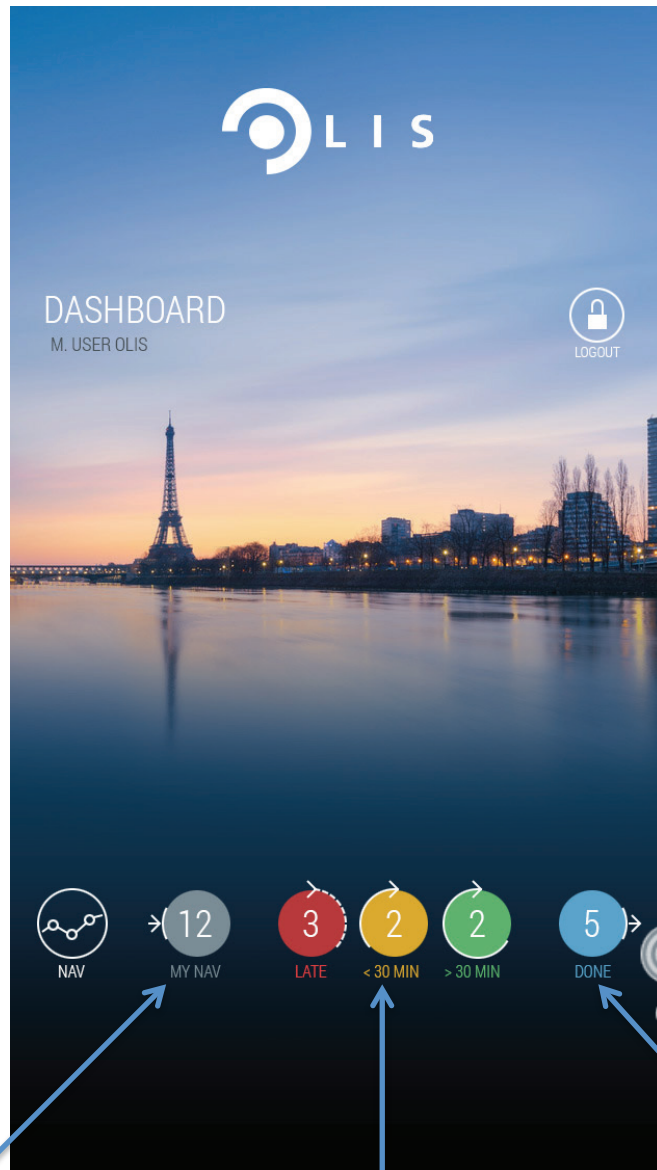 OLIS
DASHBOARD
M. USER OLIS
LOGOUT
12
3
2
2
5
NAV
MY NAV
LATE
< 30 MIN
> 30 MIN
DONE